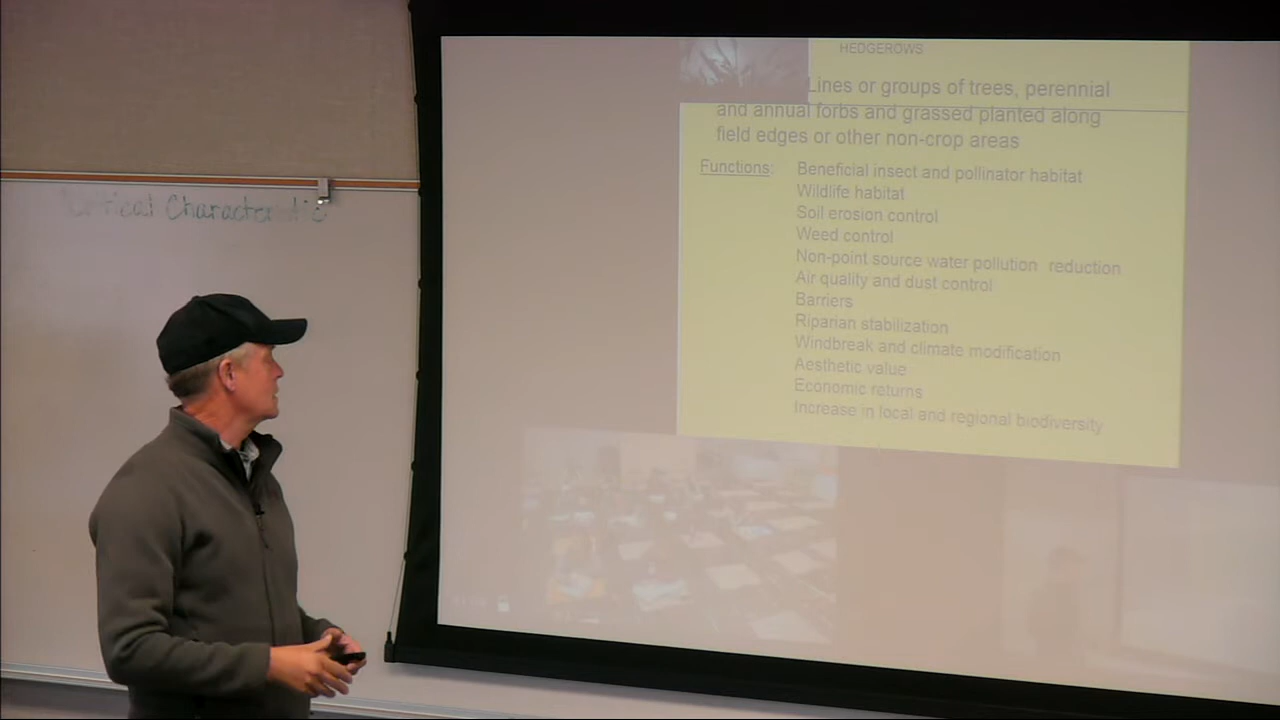 HEDGEROWS
Lines or groups of trees, perennial
and annual forbs and grassed planted along
field edges or other non-crop areas
Functions: Beneficial insect and pollinator habitat
Wildlife habitat
Soil erosion control
Weed control
Non-point source water pollution reduction
Air quality and dust control
Barriers
Riparian stabilization
Windbreak and climate modification
Aesthetic value
Economic returns
Increase in local and regional biodiversity
Critical Characteristic